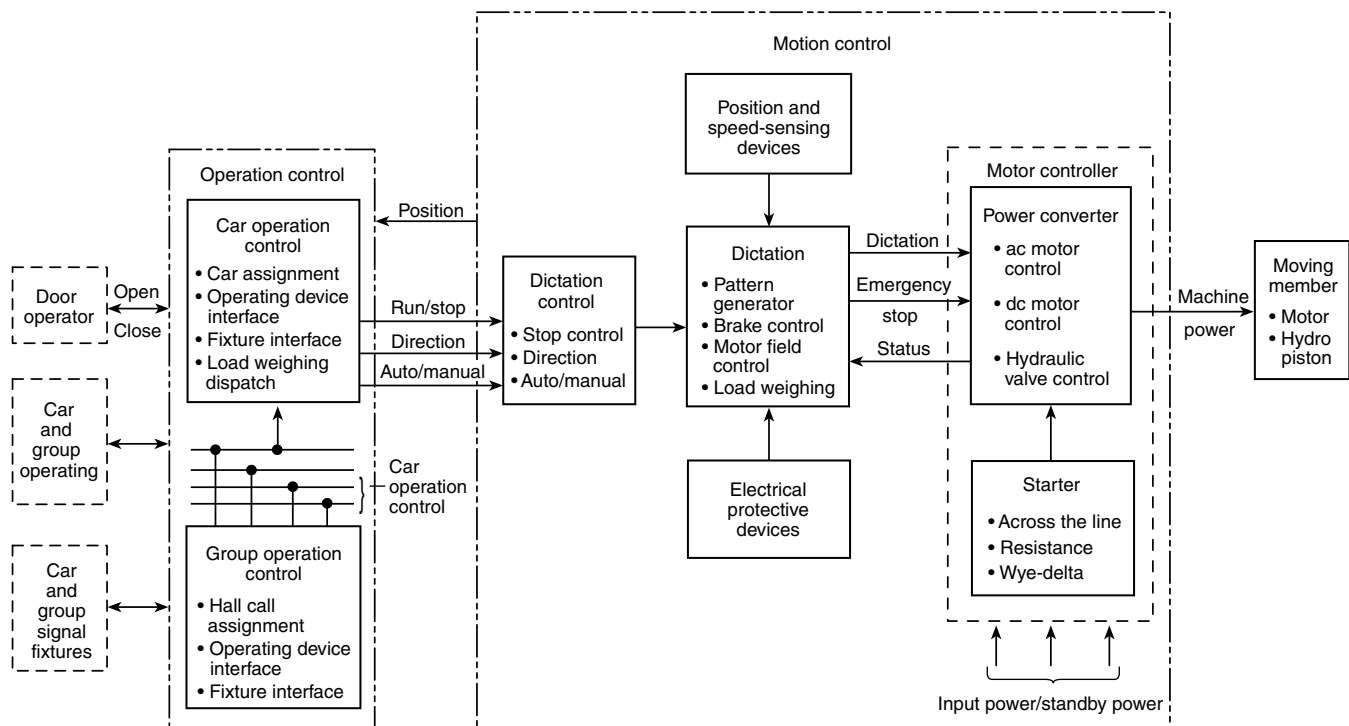 Motion control
Position and
speed-sensing
devices
Operation control
Car operation
control
• Car assignment
• Operating device
interface
• Fixture interface
• Load weighing
dispatch
Position
Door
operator
Open
Close
Run/stop
Direction
Auto/manual
Dictation
control
• Stop control
• Direction
• Auto/manual
Dictation
• Pattern
generator
• Brake control
• Motor field
control
• Load weighing
Dictation
Emergency
stop
Status
Motor controller
Power converter
• ac motor
control
• dc motor
control
• Hydraulic
valve control
Machine
power
Moving
member
• Motor
• Hydro
piston
Car
and
group
operating
Car
operation
control
Electrical
protective
devices
Starter
• Across the line
• Resistance
• Wye-delta
Car
and
group
signal
fixtures
Group operation
control
• Hall call
assignment
• Operating device
interface
• Fixture interface
Input power/standby power